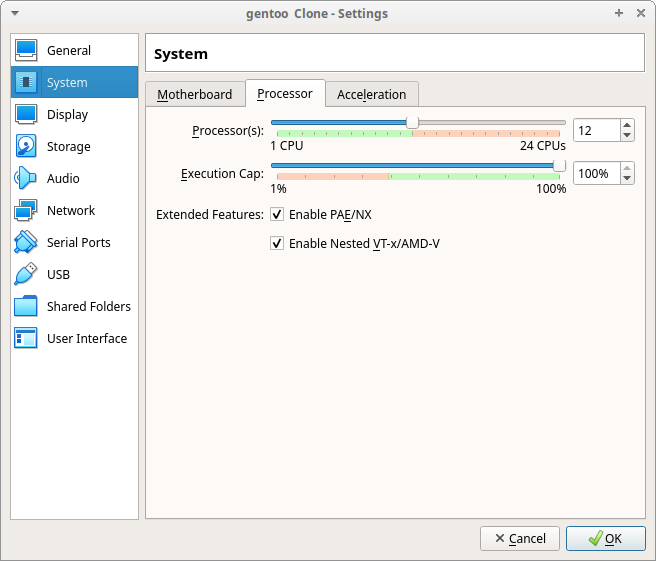 gentoo Clone - Settings
General
System
Display
Storage
Audio
Network
Serial Ports
USB
Shared Folders
User Interface
System
Motherboard Processor Acceleration
Processor(s): 12
1 CPU 24 CPUs
Execution Cap: 100%
1% 100%
Extended Features: Enable PAE/NX
Enable Nested VT-x/AMD-V
Cancel OK